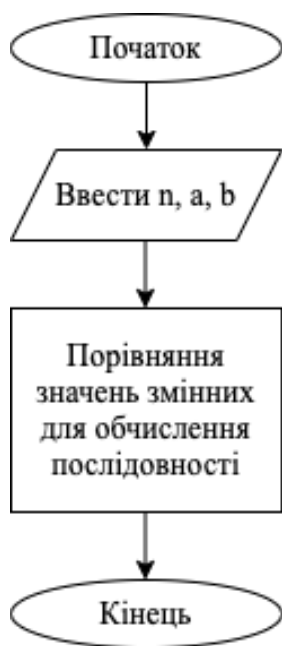 Початок
Ввести n, a, b
Порівняння
значень змінних
для обчислення
послідовності
Кінець